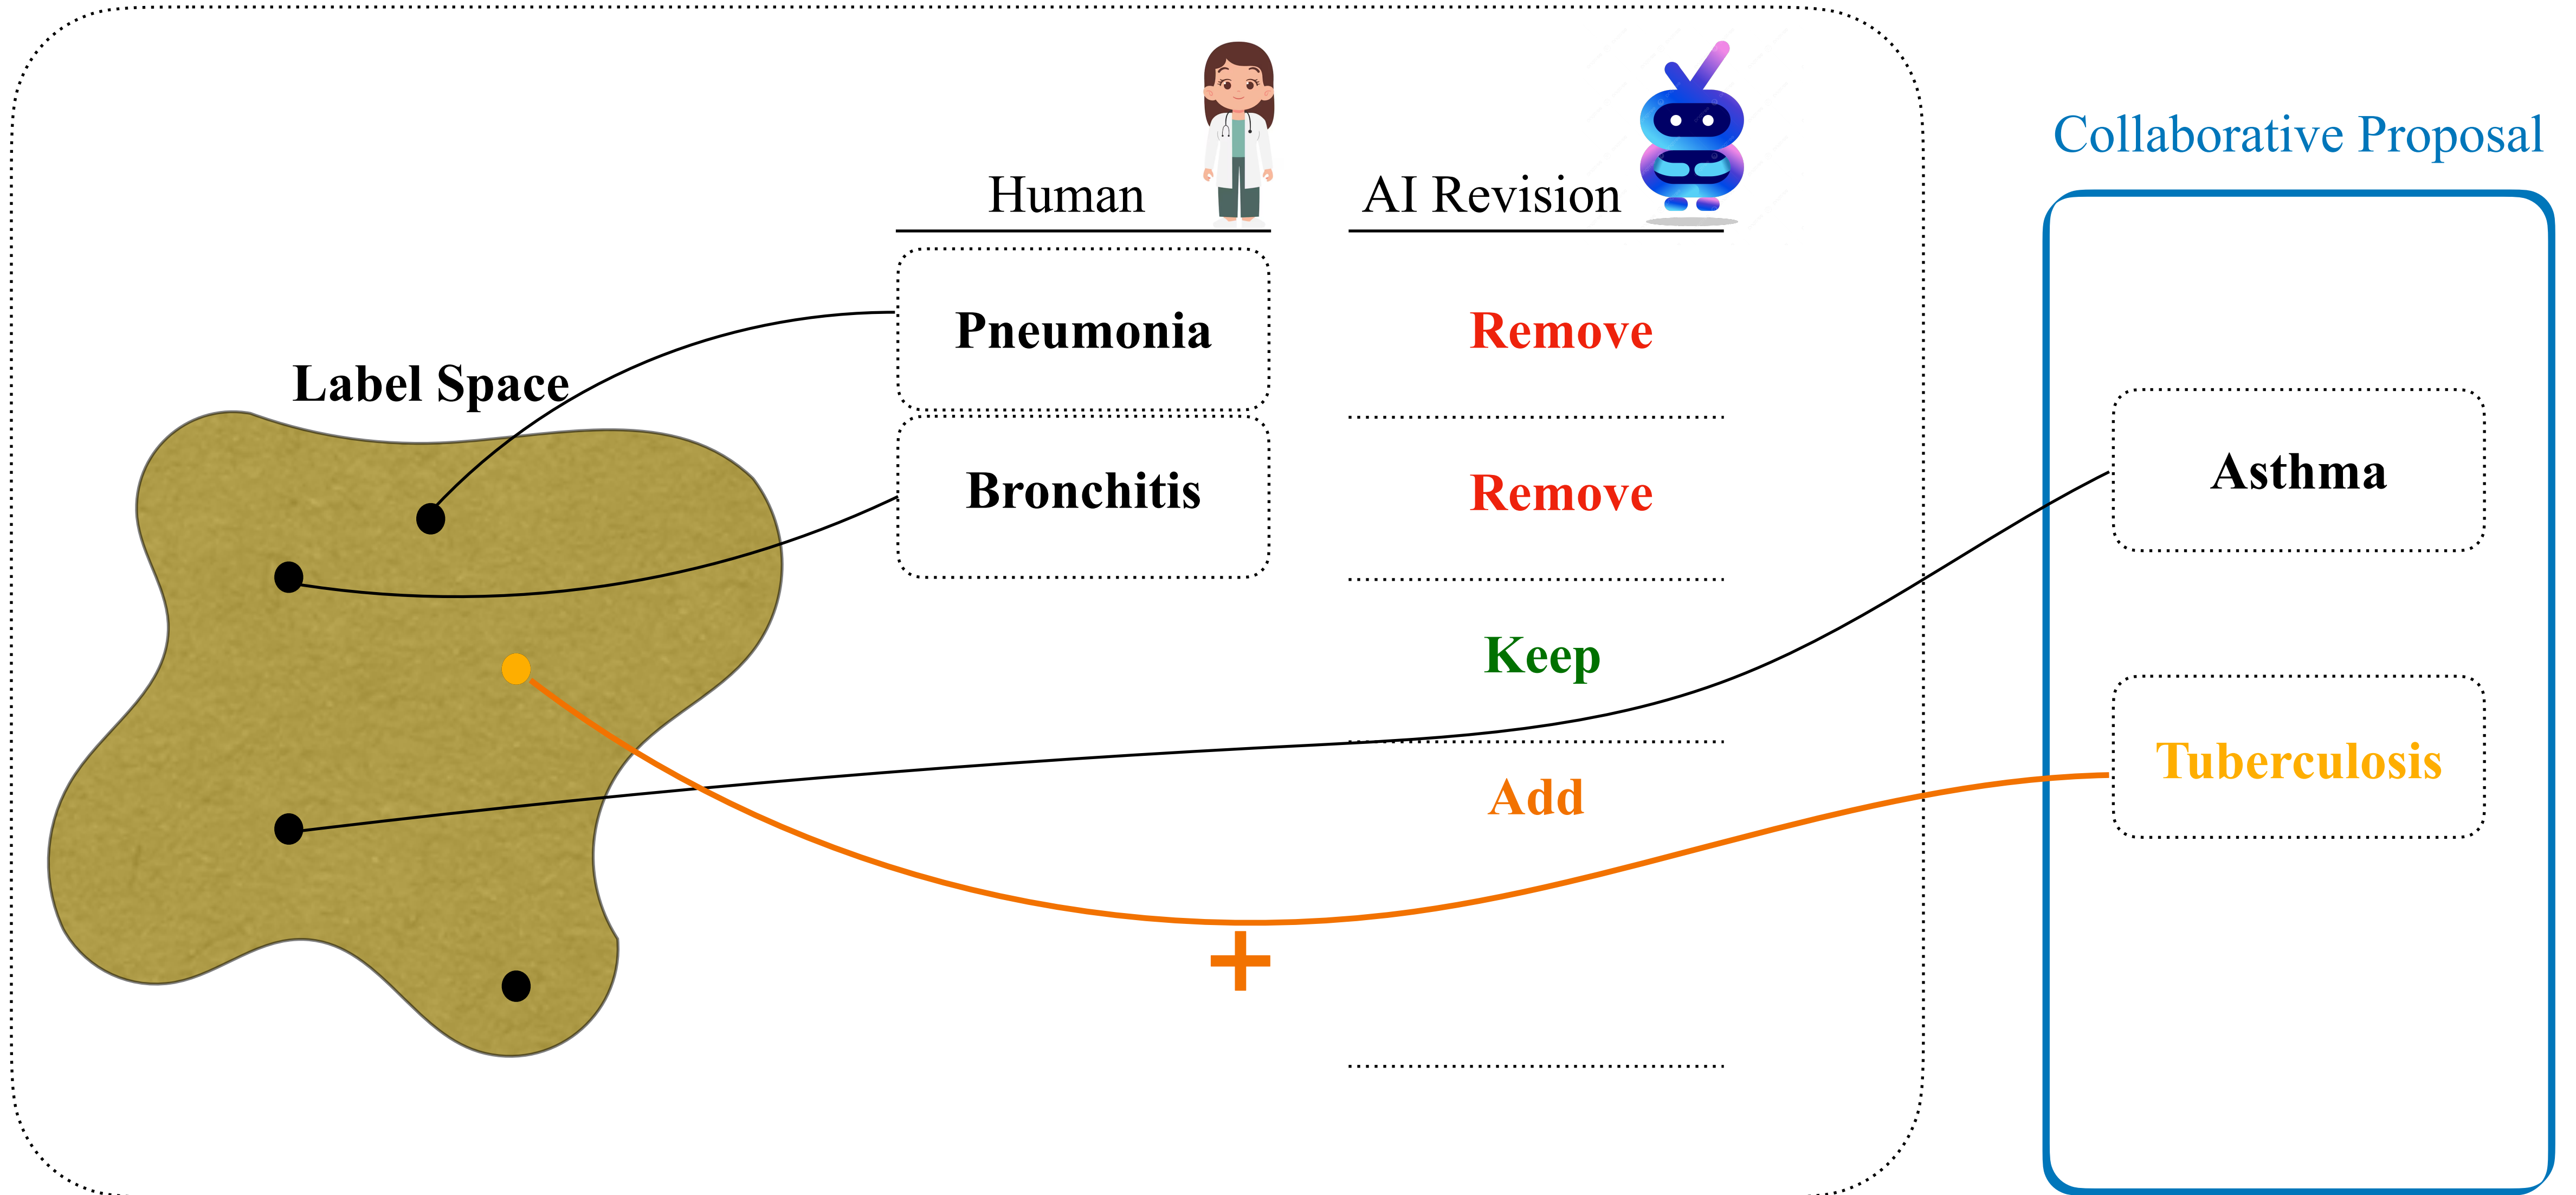 Collaborative Proposal
Human
AI Revision
Pneumonia
Remove
Label Space
Bronchitis
Remove
Asthma
Keep
Tuberculosis
Add